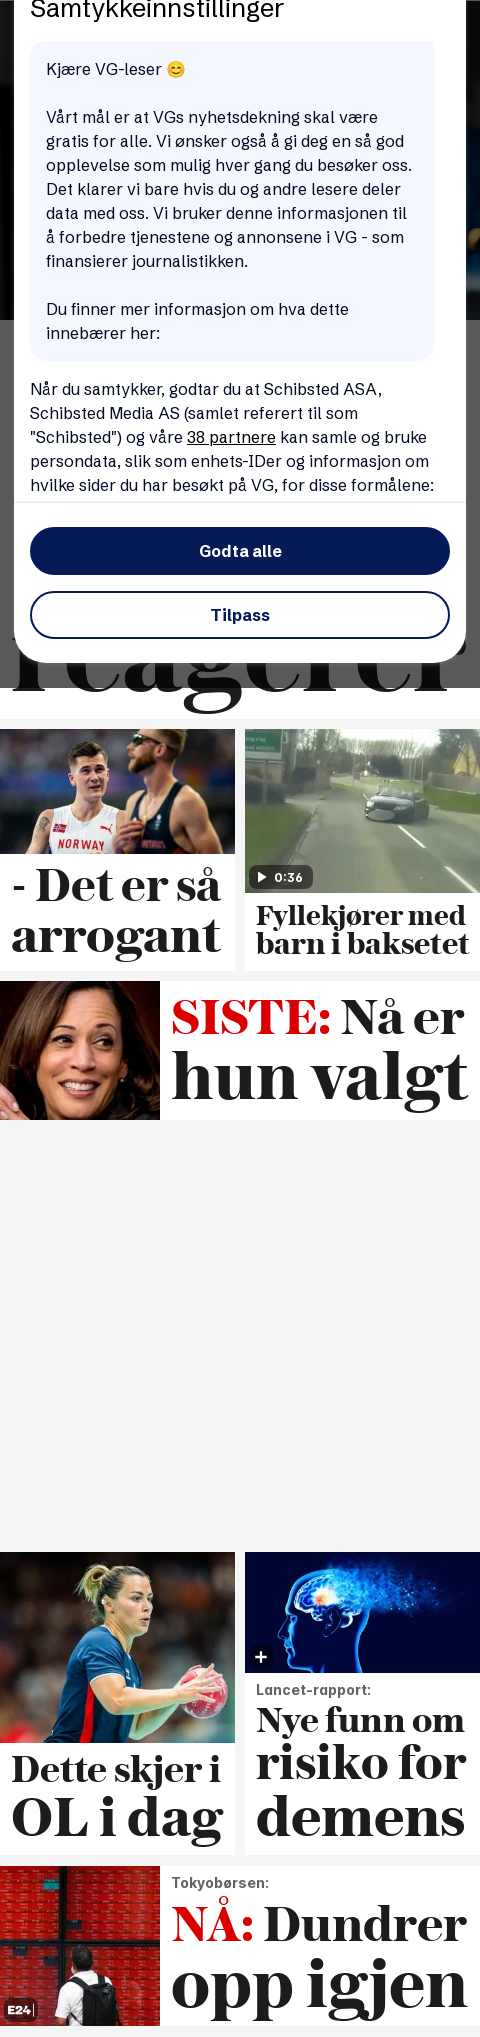 Samtykkeinnstillinger
Kjære VG-leser 😊
Vårt mål er at VGs nyhetsdekning skal være
gratis for alle. Vi ønsker også å gi deg en så god
opplevelse som mulig hver gang du besøker oss.
Det klarer vi bare hvis du og andre lesere deler
data med oss. Vi bruker denne informasjonen til
å forbedre tjenestene og annonsene i VG - som
finansierer journalistikken.
Du finner mer informasjon om hva dette
innebærer her:
Når du samtykker, godtar du at Schibsted ASA,
Schibsted Media AS (samlet referert til som
"Schibsted") og våre 38 partnere kan samle og bruke
persondata, slik som enhets-IDer og informasjon om
hvilke sider du har besøkt på VG, for disse formålene:
Godta alle
Tilpass
reagerer
NORWAY
0:36
- Det er så
arrogant
Fyllekjører med
barn i baksetet
SISTE: Nå er
hun valgt
Dette skjer i
OL i dag
Lancet-rapport:
Nye funn om
risiko for
demens
E24
Tokyobørsen:
NÅ: Dundrer
opp igjen